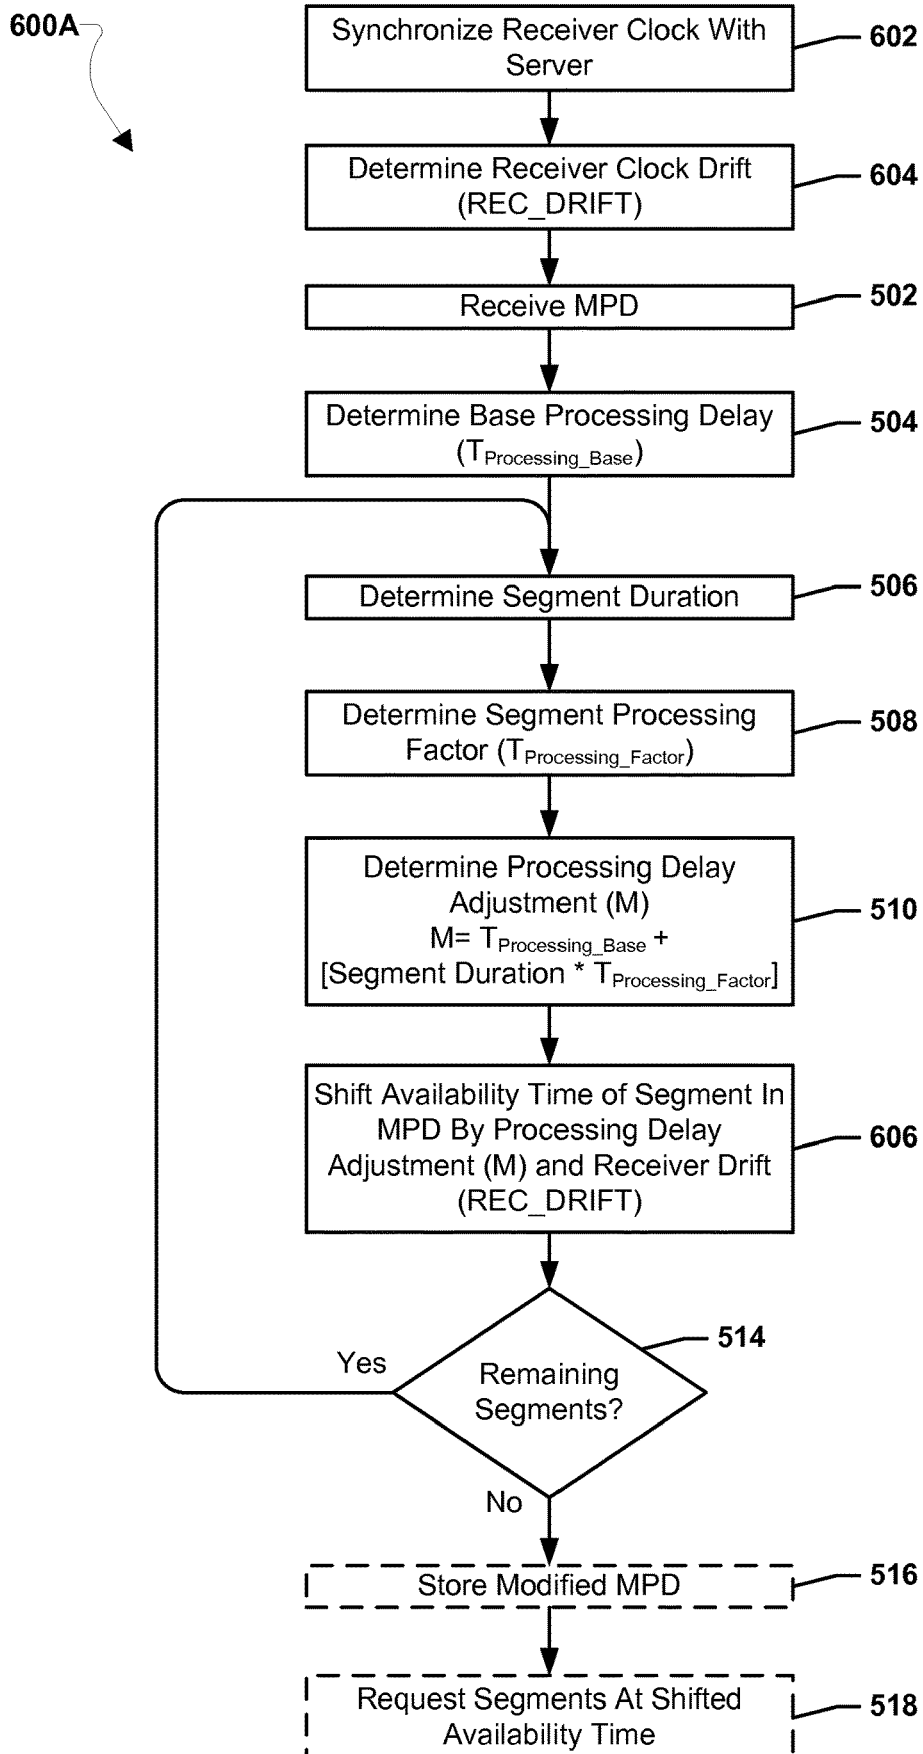 600A
Synchronize Receiver Clock With
Server
602
Determine Receiver Clock Drift
(REC_DRIFT)
604
Receive MPD
502
Determine Base Processing Delay
(TProcessing_Base)
504
Determine Segment Duration
506
Determine Segment Processing
Factor (TProcessing_Factor)
508
Determine Processing Delay
Adjustment (M)
M= TProcessing_Base +
[Segment Duration * TProcessing_Factor]
510
Shift Availability Time of Segment In
MPD By Processing Delay
Adjustment (M) and Receiver Drift
(REC_DRIFT)
606
514
Yes
Remaining
Segments?
No
Store Modified MPD
516
Request Segments At Shifted
Availability Time
518